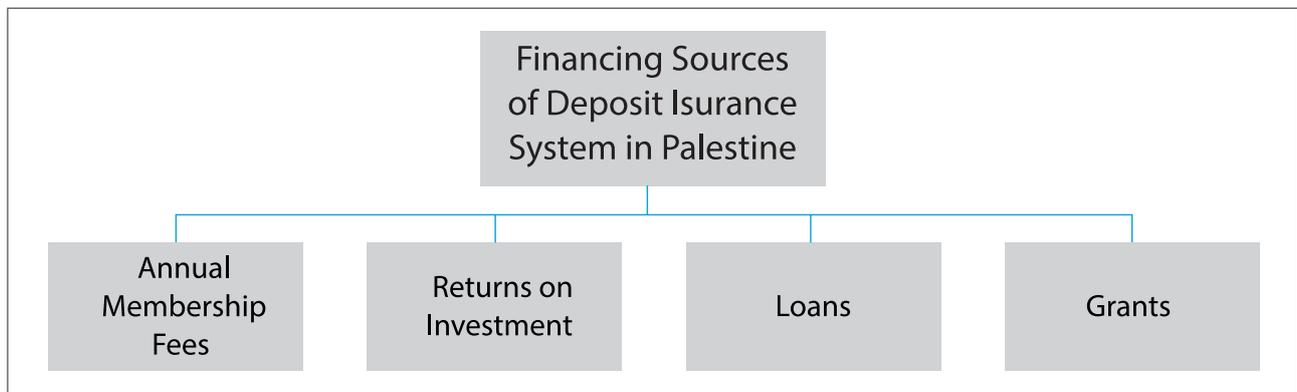 Financing Sources
of Deposit Isurance
System in Palestine
Annual
Membership
Fees
Returns on
Investment
Loans
Grants